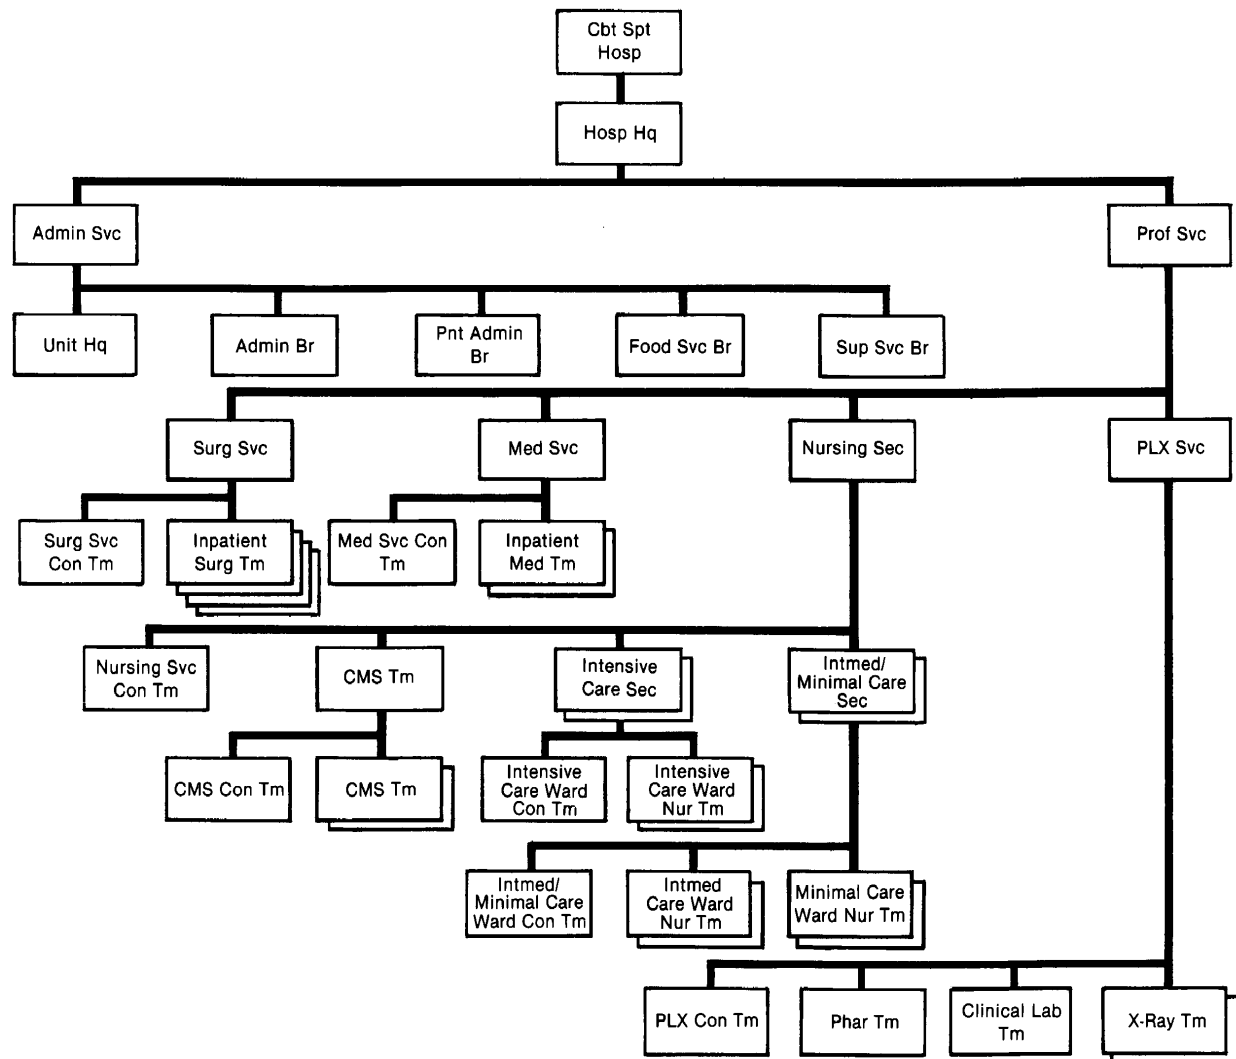 Cbt Spt
Hosp
Hosp Hq
Admin Svc
Prof Svc
Unit Hq
Admin Br
Pnt Admin
Br
Food Svc Br
Sup Svc Br
Surg Svc
Med Svc
Nursing Sec
PLX Svc
Surg Svc
Con Tm
Inpatient
Surg Tm
Med Svc Con
Tm
Inpatient
Med Tm
Nursing Svc
Con Tm
CMS Tm
Intensive
Care Sec
Intmed/
Minimal Care
Sec
CMS Con Tm
CMS Tm
Intensive
Care Ward
Con Tm
Intensive
Care Ward
Nur Tm
Intmed/
Minimal Care
Ward Con Tm
Intmed
Care Ward
Nur Tm
Minimal Care
Ward Nur Tm
PLX Con Tm
Phar Tm
Clinical Lab
Tm
X-Ray Tm